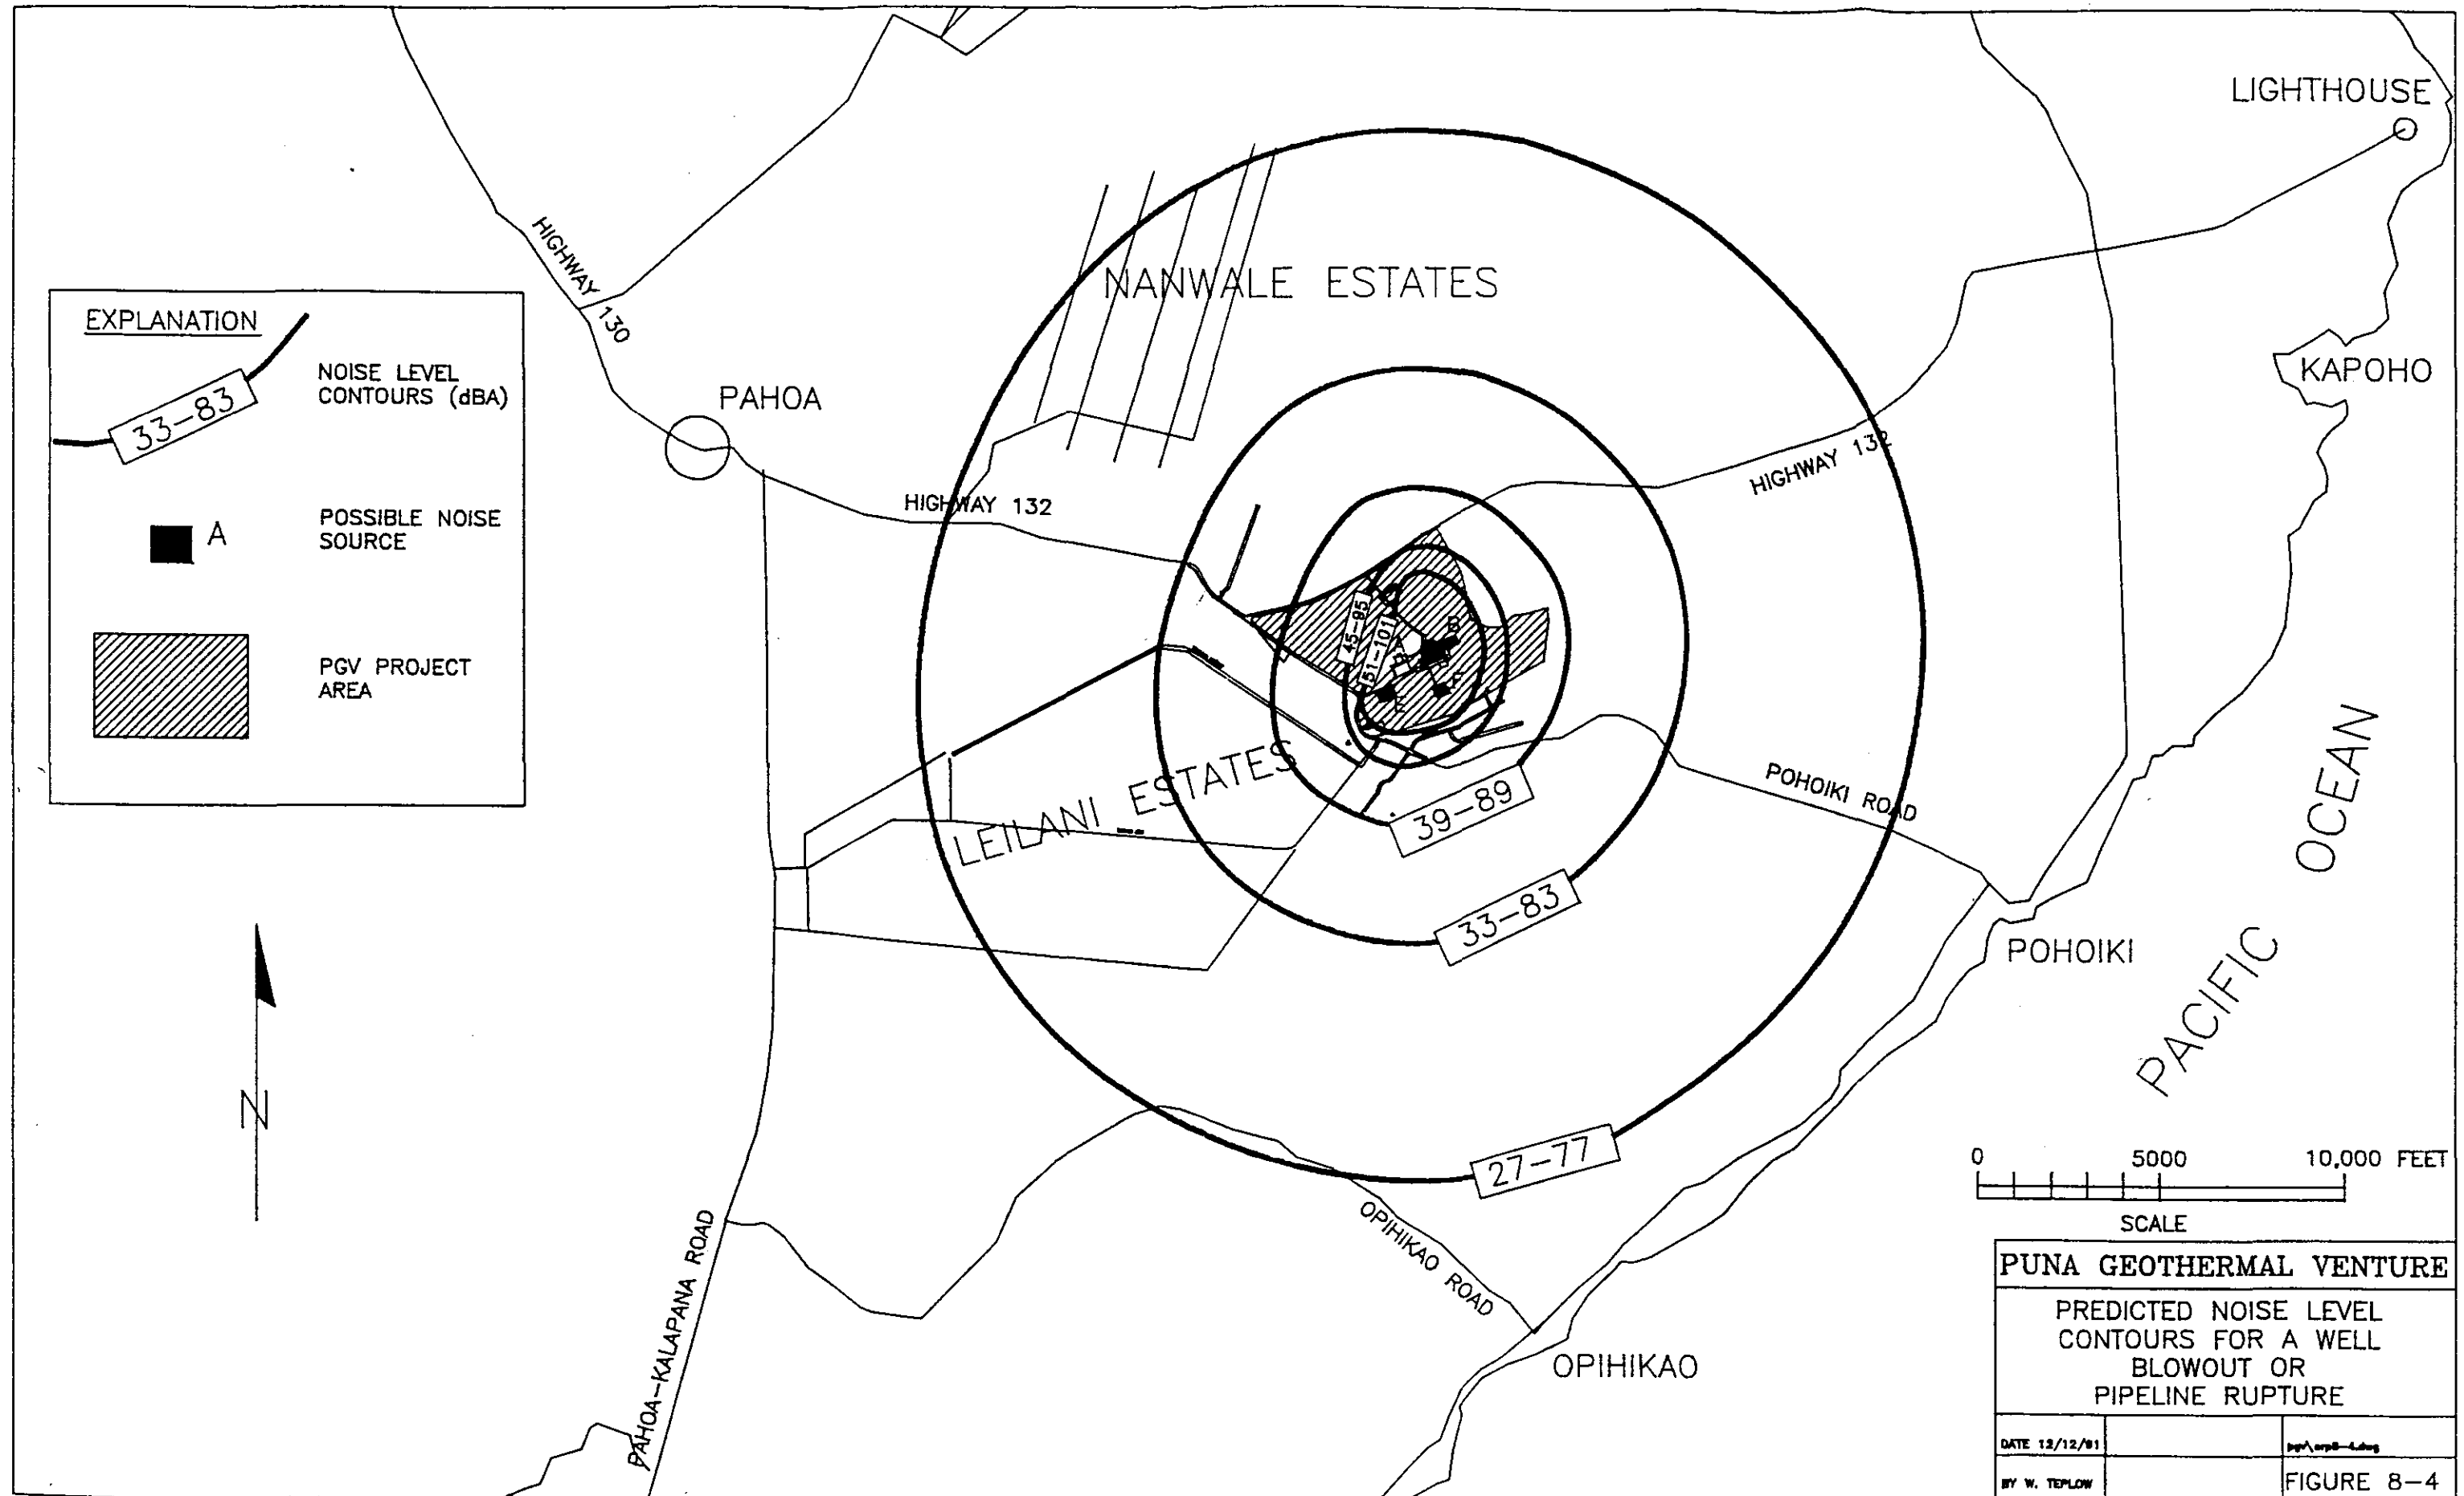 LIGHTHOUSE
HIGHWAY 130
NANWALE ESTATES
EXPLANATION
33-83
NOISE LEVEL
CONTOURS (dBA)
A
POSSIBLE NOISE
SOURCE
PGV PROJECT
AREA
PAHOA
KAPOHO
HIGHWAY 132
HIGHWAY 132
45-95
51-101
LEILANI ESTATES
39-89
POHOIKI ROAD
33-83
POHOIKI
PACIFIC OCEAN
N
27-77
OPIHIKAO ROAD
PAHOA-KALAPANA ROAD
OPIHIKAO
0 5000 10,000 FEET
SCALE
PUNA GEOTHERMAL VENTURE
PREDICTED NOISE LEVEL
CONTOURS FOR A WELL
BLOWOUT OR
PIPELINE RUPTURE
DATE 12/12/91
BY W. TEPLOW
FIGURE 8-4